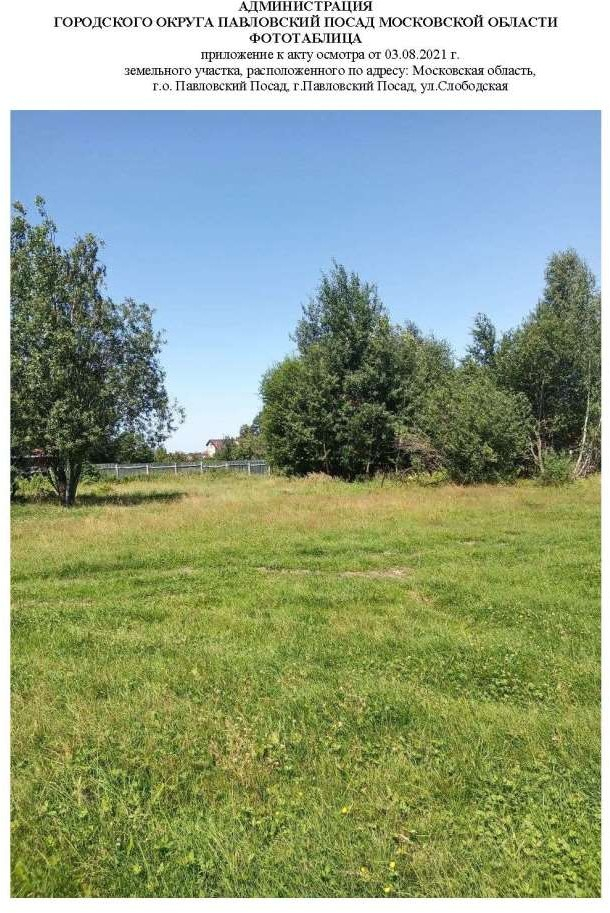 АДМИНИСТРАЦИЯ
ГОРОДСКОГО ОКРУГА ПАВЛОВСКИЙ ПОСАД МОСКОВСКОЙ ОБЛАСТИ
ФОТОТАБЛИЦА
приложение к акту осмотра от 03.08.2021 г.
земельного участка, расположенного по адресу: Московская область,
г.о. Павловский Посад, г.Павловский Посад, ул.Слободская